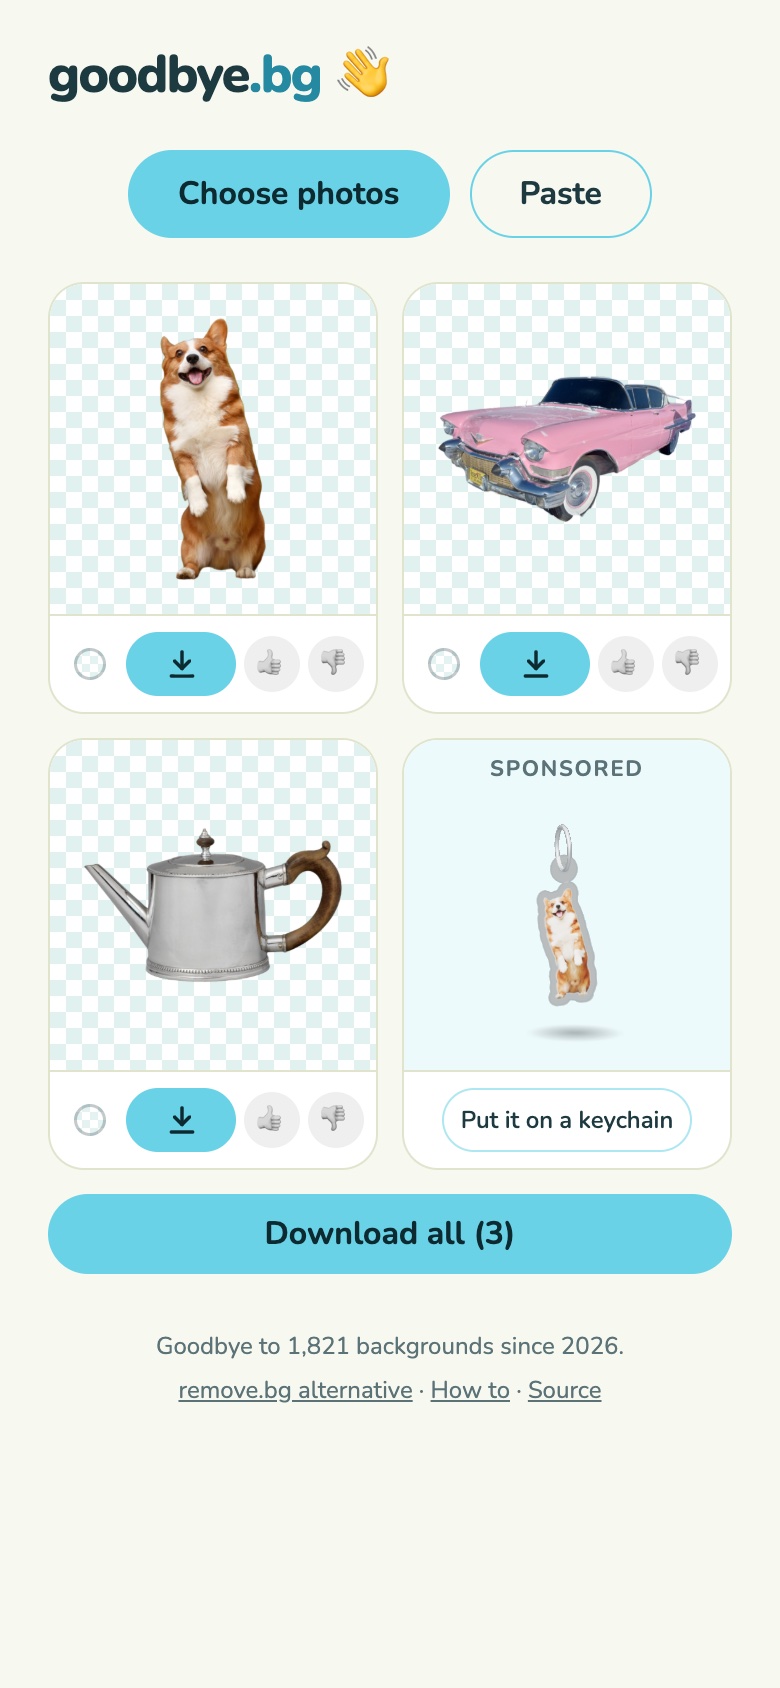 goodbye.bg 👋
Choose photos
Paste
SPONSORED
Put it on a keychain
Download all (3)
Goodbye to 1,821 backgrounds since 2026.
remove.bg alternative · How to · Source